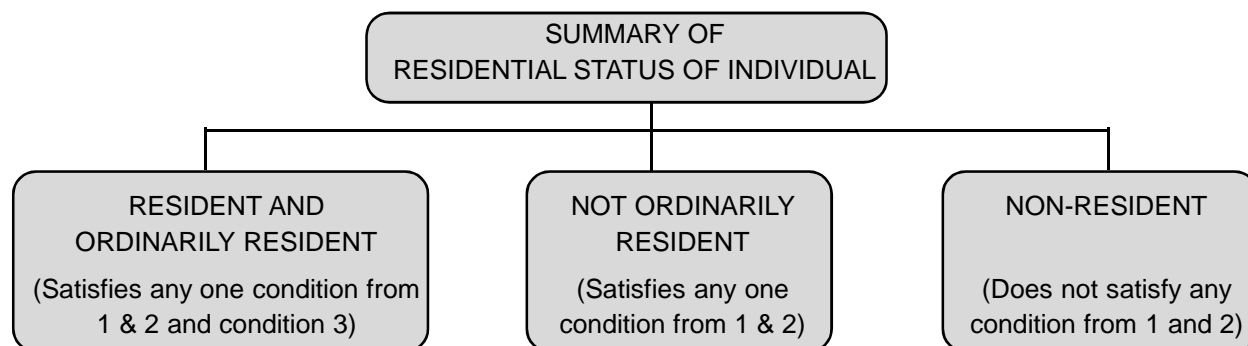 SUMMARY OF
RESIDENTIAL STATUS OF INDIVIDUAL
RESIDENT AND
ORDINARILY RESIDENT
(Satisfies any one condition from
1 & 2 and condition 3)
NOT ORDINARILY
RESIDENT
(Satisfies any one
condition from 1 & 2)
NON-RESIDENT
(Does not satisfy any
condition from 1 and 2)